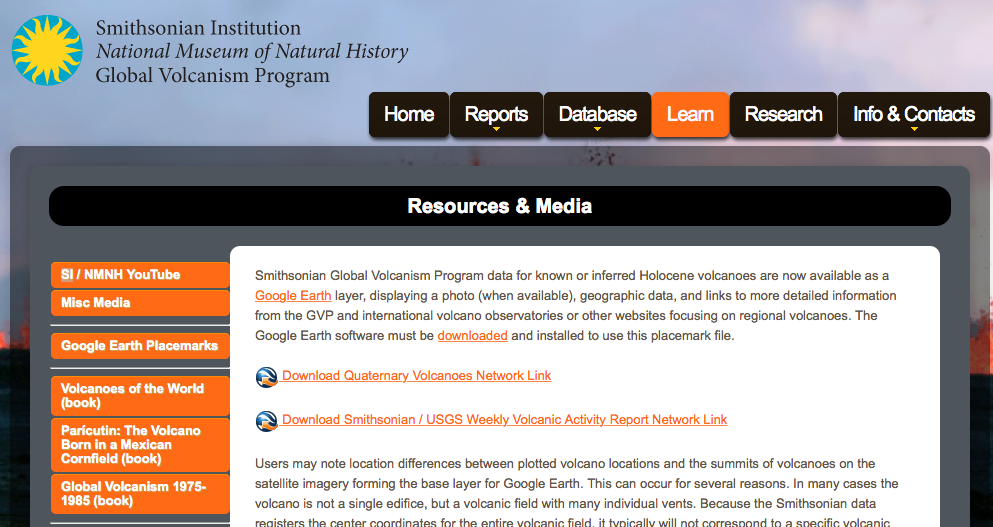 Smithsonian Institution
National Museum of Natural History
Global Volcanism Program
Home Reports Database Learn Research Info & Contacts
Resources & Media
SI / NMNH YouTube
Misc Media
Google Earth Placemarks
Volcanoes of the World
(book)
Parícutin: The Volcano
Born in a Mexican
Cornfield (book)
Global Volcanism 1975-
1985 (book)
Smithsonian Global Volcanism Program data for known or inferred Holocene volcanoes are now available as a
Google Earth layer, displaying a photo (when available), geographic data, and links to more detailed information
from the GVP and international volcano observatories or other websites focusing on regional volcanoes. The
Google Earth software must be downloaded and installed to use this placemark file.
Download Quaternary Volcanoes Network Link
Download Smithsonian / USGS Weekly Volcanic Activity Report Network Link
Users may note location differences between plotted volcano locations and the summits of volcanoes on the
satellite imagery forming the base layer for Google Earth. This can occur for several reasons. In many cases the
volcano is not a single edifice, but a volcanic field with many individual vents. Because the Smithsonian data
registers the center coordinates for the entire volcanic field, it typically will not correspond to a specific volcanic